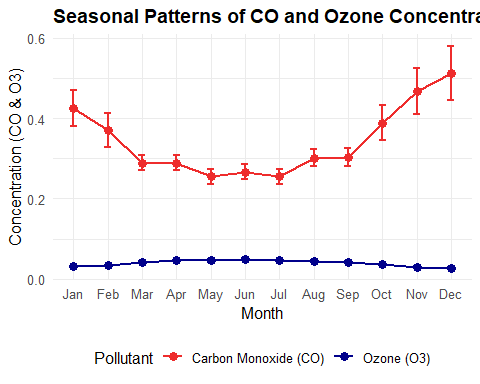 Seasonal Patterns of CO and Ozone Concentra
Concentration (CO & O3)
0.6
0.4
0.2
0.0
Jan Feb Mar Apr May Jun Jul Aug Sep Oct Nov Dec
Month
Pollutant Carbon Monoxide (CO) Ozone (O3)